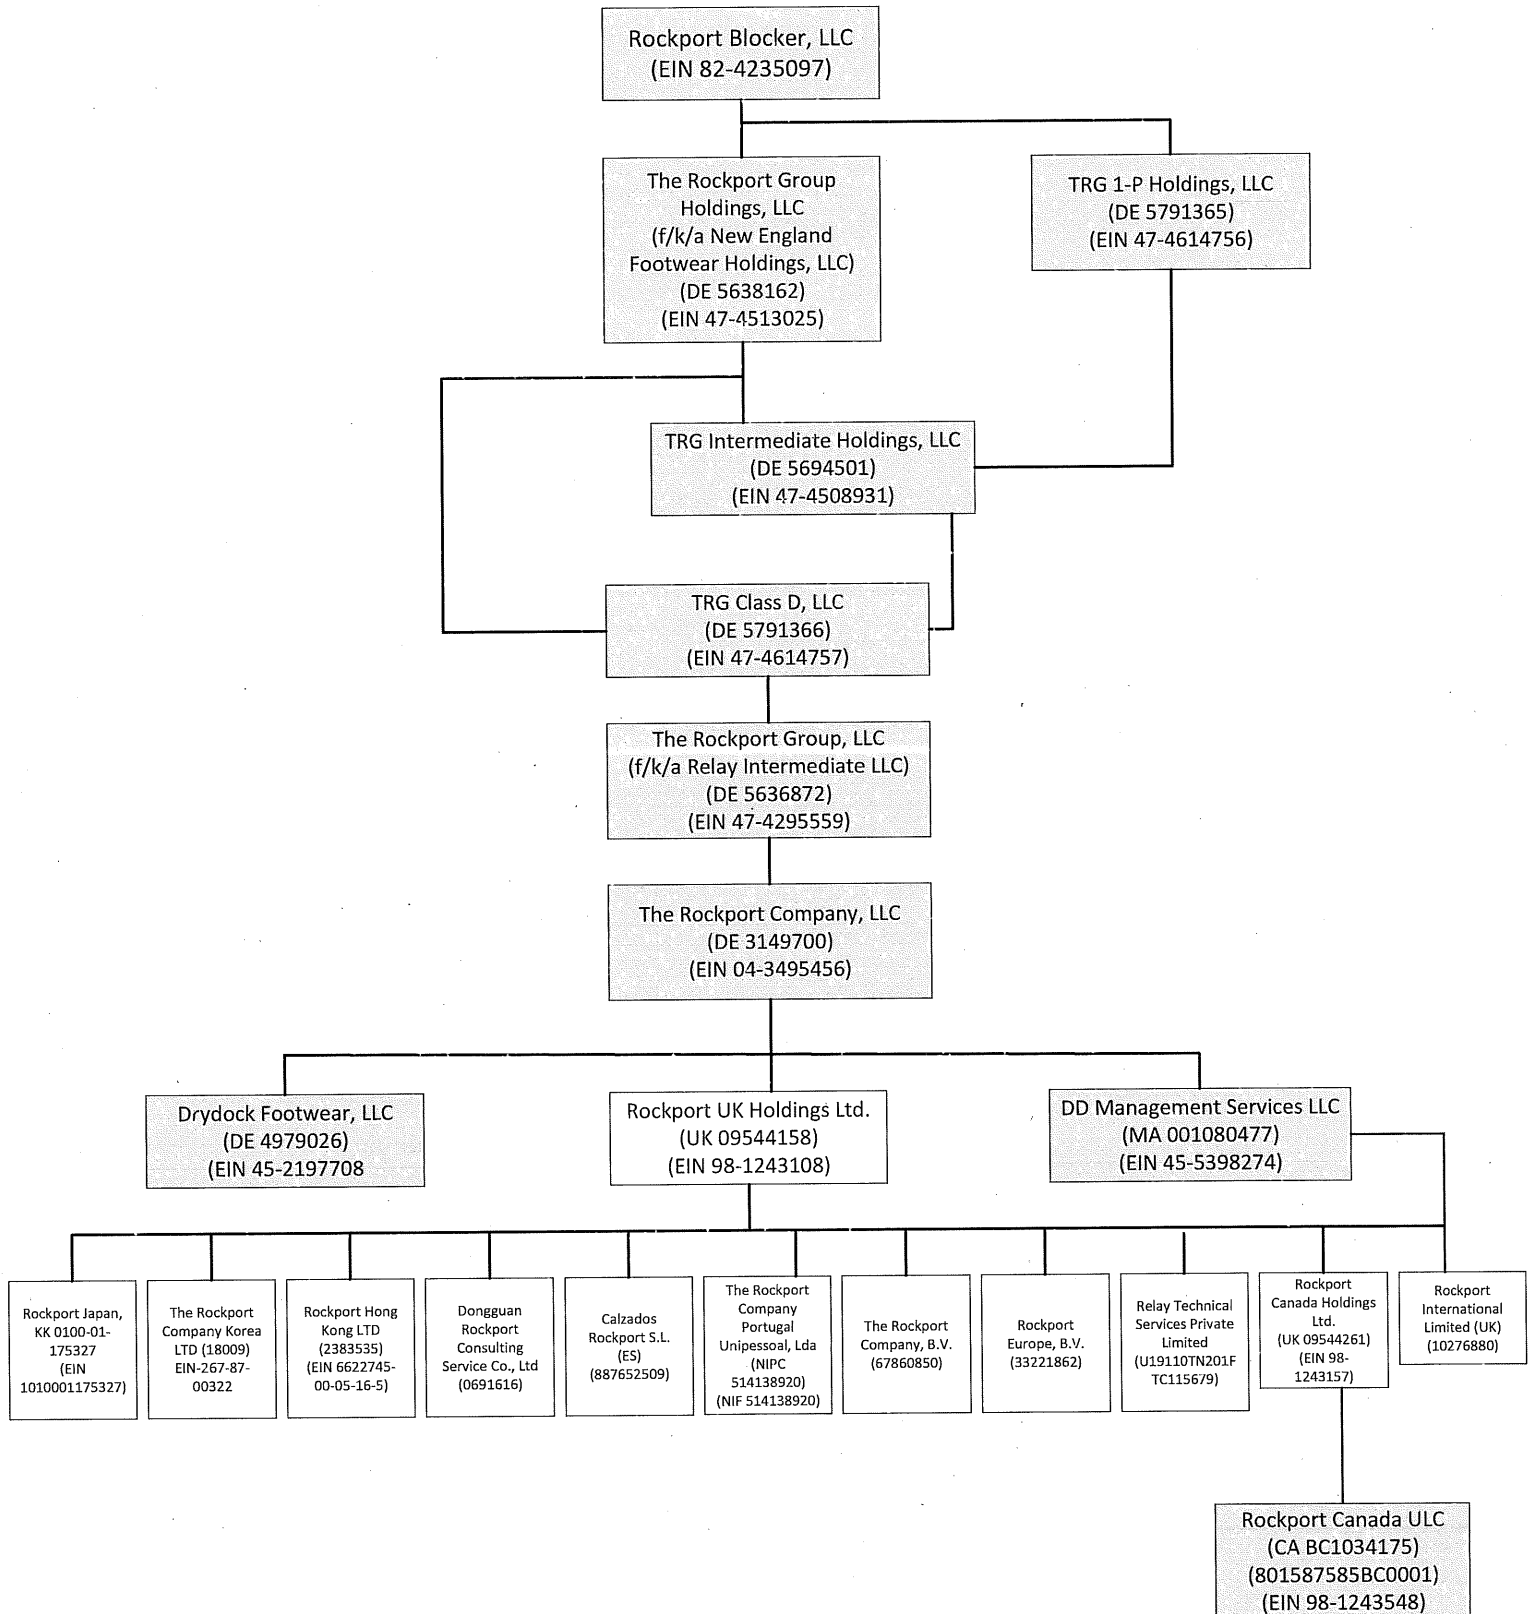 Rockport Blocker, LLC
(EIN 82-4235097)
The Rockport Group
Holdings, LLC
(f/k/a New England
Footwear Holdings, LLC)
(DE 5638162)
(EIN 47-4513025)
TRG 1-P Holdings, LLC
(DE 5791365)
(EIN 47-4614756)
TRG Intermediate Holdings, LLC
(DE 5694501)
(EIN 47-4508931)
TRG Class D, LLC
(DE 5791366)
(EIN 47-4614757)
The Rockport Group, LLC
(f/k/a Relay Intermediate LLC)
(DE 5636872)
(EIN 47-4295559)
The Rockport Company, LLC
(DE 3149700)
(EIN 04-3495456)
Drydock Footwear, LLC
(DE 4979026)
(EIN 45-2197708
Rockport UK Holdings Ltd.
(UK 09544158)
(EIN 98-1243108)
DD Management Services LLC
(MA 001080477)
(EIN 45-5398274)
Rockport Japan,
KK 0100-01-
175327
(EIN
1010001175327)
The Rockport
Company Korea
LTD (18009)
EIN-267-87-
00322
Rockport Hong
Kong LTD
(2383535)
(EIN 6622745-
00-05-16-5)
Dongguan
Rockport
Consulting
Service Co., Ltd
(0691616)
Calzados
Rockport S.L.
(ES)
(887652509)
The Rockport
Company
Portugal
Unipessoal, Lda
(NIPC
514138920)
(NIF 514138920)
The Rockport
Company, B.V.
(67860850)
Rockport
Europe, B.V.
(33221862)
Relay Technical
Services Private
Limited
(U19110TN201F
TC115679)
Rockport
Canada Holdings
Ltd.
(UK 09544261)
(EIN 98-
1243157)
Rockport
International
Limited (UK)
(10276880)
Rockport Canada ULC
(CA BC1034175)
(801587585BC0001)
(EIN 98-1243548)